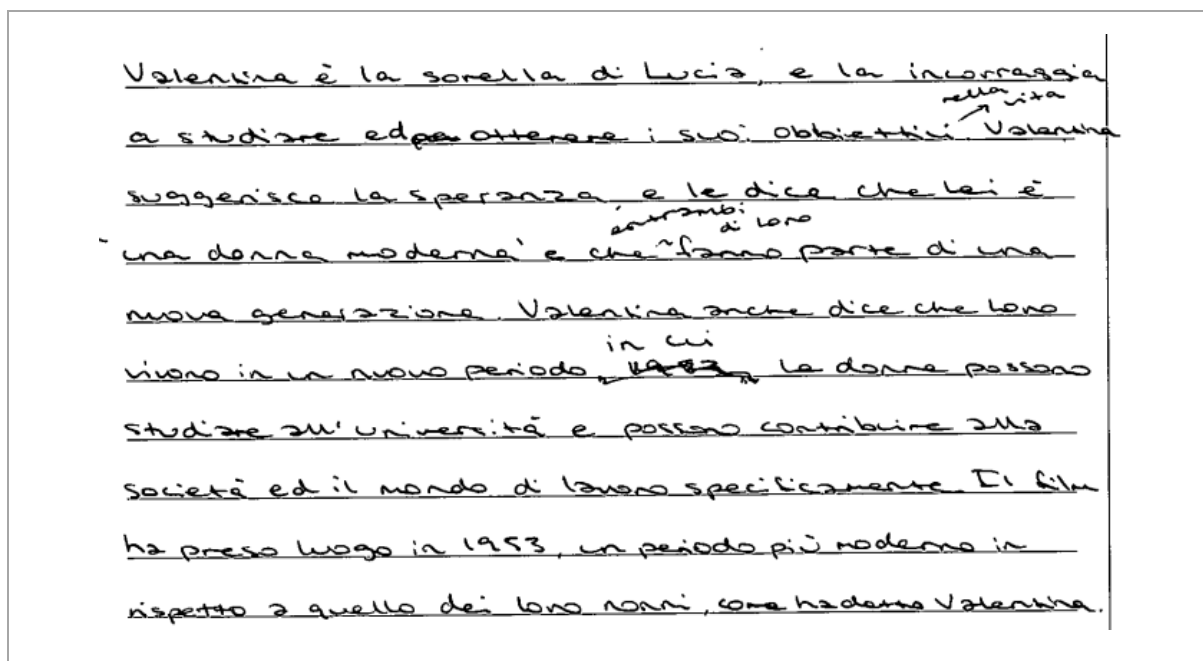 Valentina è la sorella di Lucia, e la incorraggia
nella vita
a studiare ed ottenere i suoi obbiettivi. Valentina
suggerisce la speranza, e le dice che lei è
entrambi di loro
'una donna moderna' e che fanno parte di una
nuova generazione. Valentina anche dice che loro
in cui
vivono in un nuovo periodo, le donne possono
studiare all'università e possono contribuire alla
società ed il mondo di lavoro specificamente. Il film
ha preso luogo in 1953, un periodo più moderno in
rispetto a quello dei loro nonni, come ha detto Valentina.